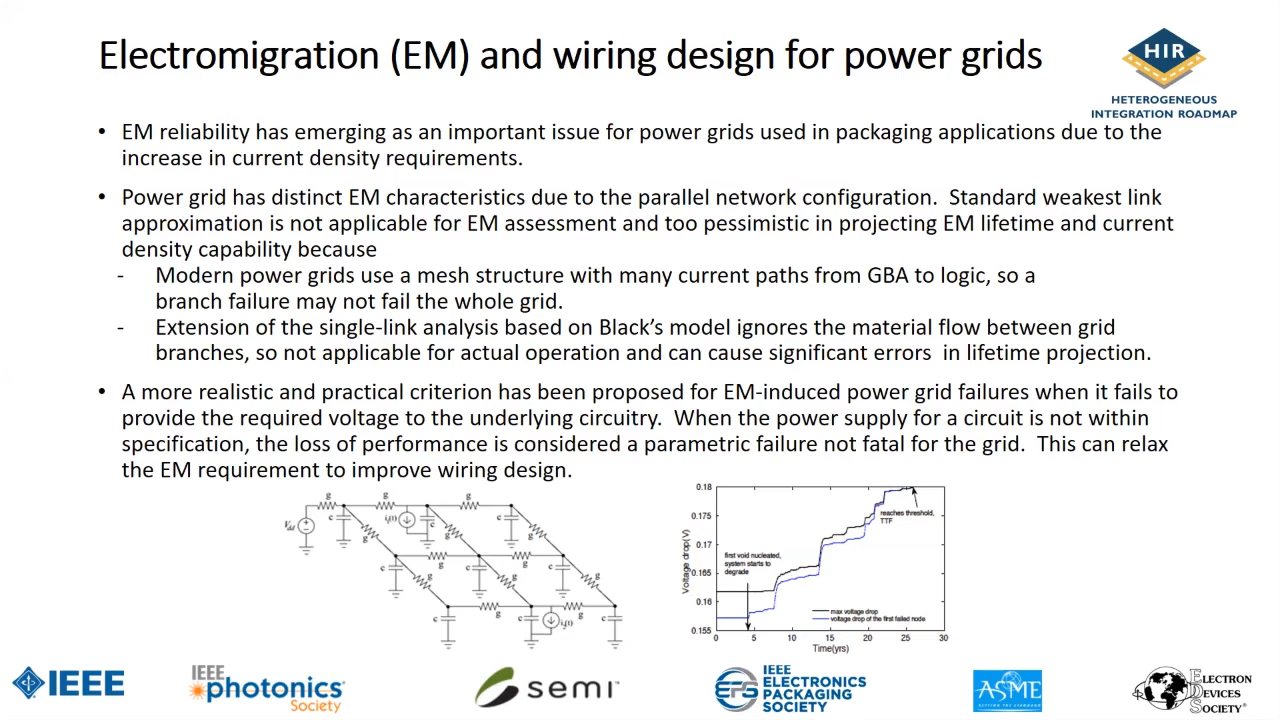 Electromigration (EM) and wiring design for power grids
HIR
HETEROGENEOUS
INTEGRATION ROADMAP
• EM reliability has emerging as an important issue for power grids used in packaging applications due to the
increase in current density requirements.
• Power grid has distinct EM characteristics due to the parallel network configuration. Standard weakest link
approximation is not applicable for EM assessment and too pessimistic in projecting EM lifetime and current
density capability because
- Modern power grids use a mesh structure with many current paths from GBA to logic, so a
branch failure may not fail the whole grid.
- Extension of the single-link analysis based on Black's model ignores the material flow between grid
branches, so not applicable for actual operation and can cause significant errors in lifetime projection.
• A more realistic and practical criterion has been proposed for EM-induced power grid failures when it fails to
provide the required voltage to the underlying circuitry. When the power supply for a circuit is not within
specification, the loss of performance is considered a parametric failure not fatal for the grid. This can relax
the EM requirement to improve wiring design.
Vdd
c
c
c
c
c
c
c
c
c
0.18
0.175
0.17
0.165
0.16
0.155
Voltage drop(V)
reaches threshold,
TTF
first void nucleated,
system starts to
degrade
max voltage drop
voltage drop of the first failed node
0 5 10 15 20 25 30
Time(yrs)
IEEE
IEEE
photonics
Society
semi™
EPS
IEEE
ELECTRONICS
PACKAGING
SOCIETY
ASME
SETTING THE STANDARD
EDS
ELECTRON
DEVICES
SOCIETY®